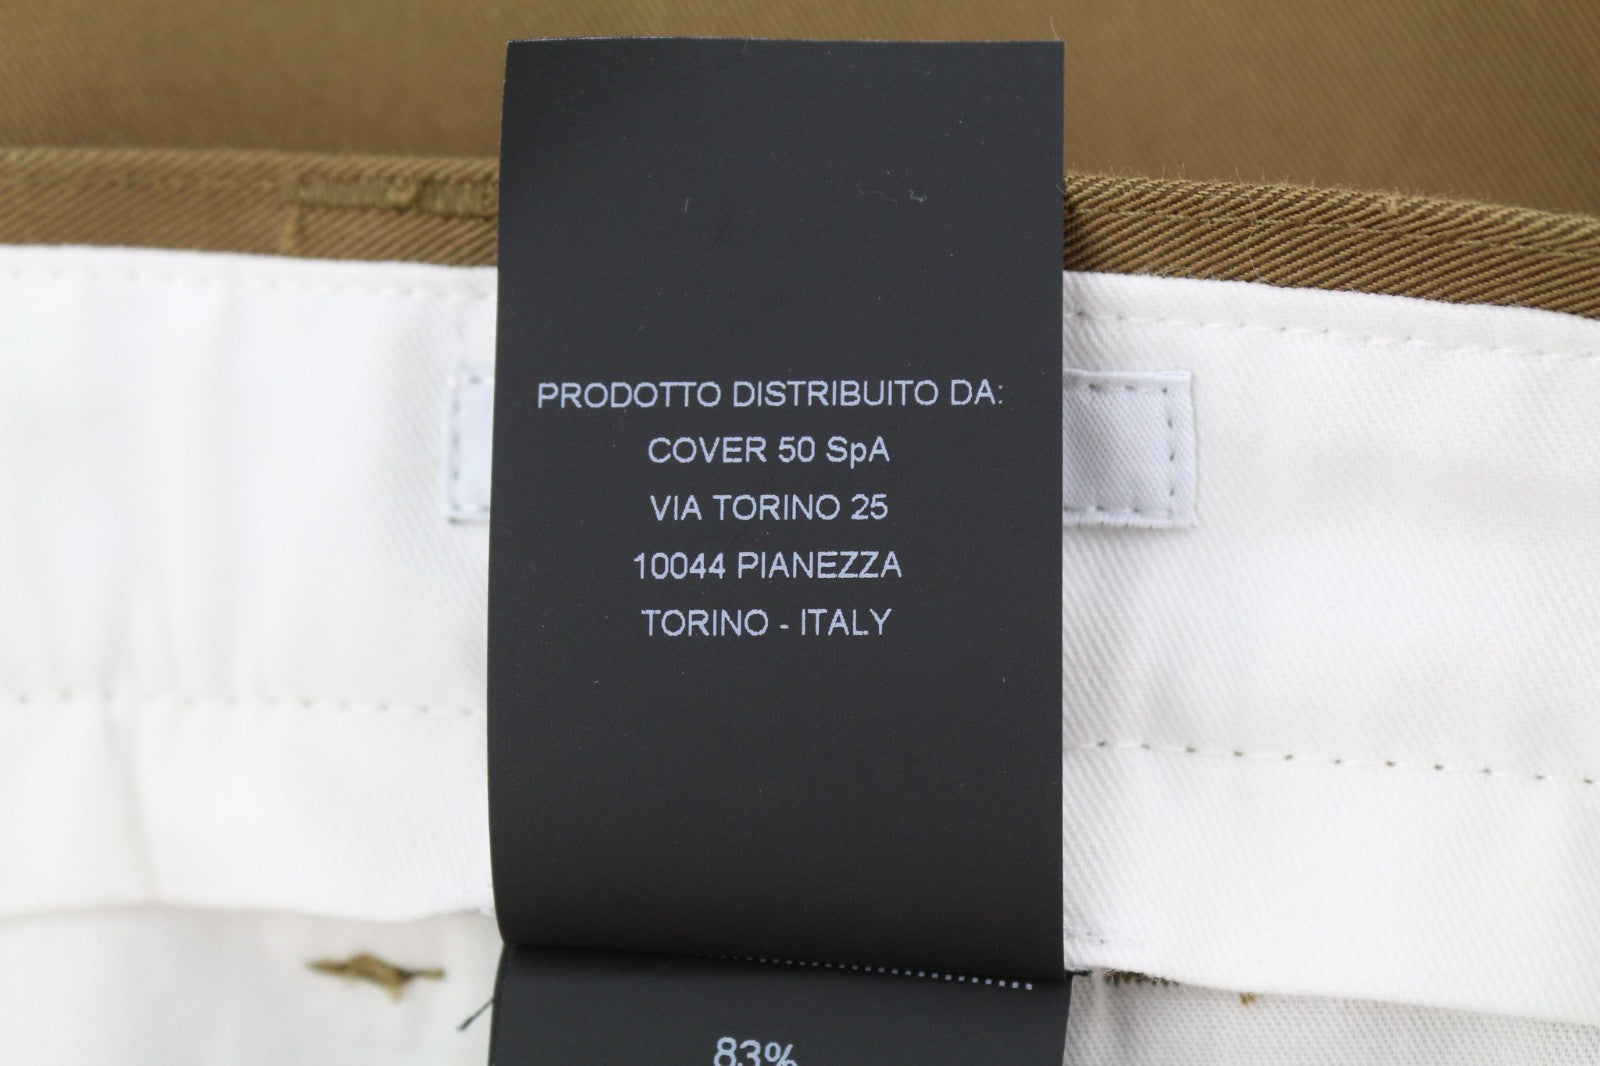 PRODOTTO DISTRIBUITO DA:
COVER 50 SpA
VIA TORINO 25
10044 PIANEZZA
TORINO - ITALY
83%